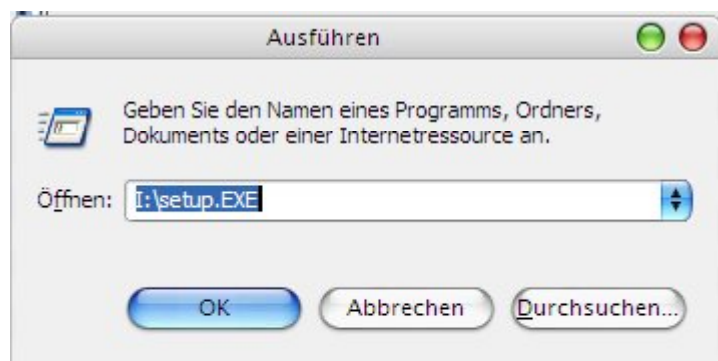 Ausführen
Geben Sie den Namen eines Programms, Ordners,
Dokuments oder einer Internetressource an.
Öffnen: I:\setup.EXE
OK Abbrechen Durchsuchen...